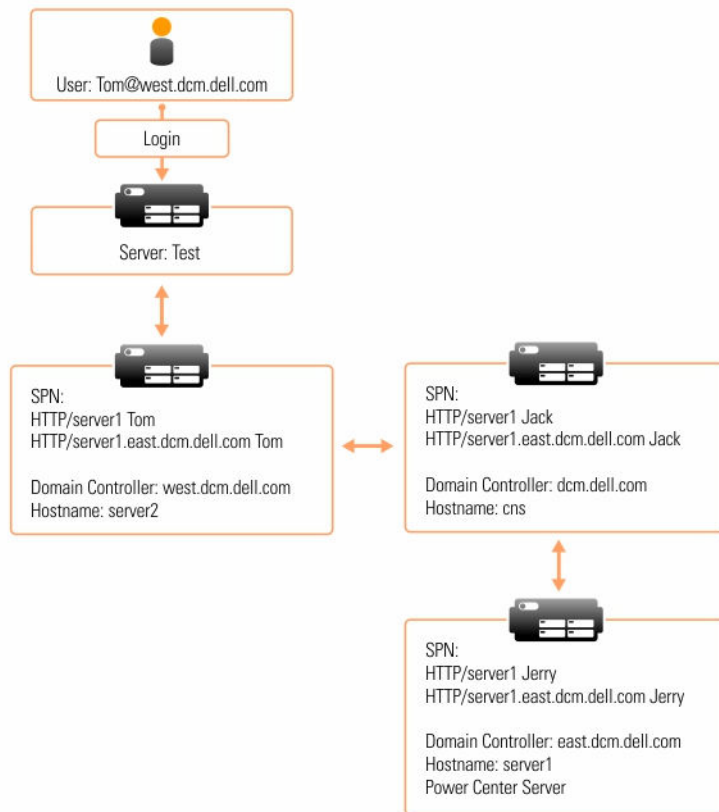 User: Tom@west.dcm.dell.com
Login
Server: Test
SPN:
HTTP/server1 Tom
HTTP/server1.east.dcm.dell.com Tom
Domain Controller: west.dcm.dell.com
Hostname: server2
SPN:
HTTP/server1 Jack
HTTP/server1.east.dcm.dell.com Jack
Domain Controller: dcm.dell.com
Hostname: cns
SPN:
HTTP/server1 Jerry
HTTP/server1.east.dcm.dell.com Jerry
Domain Controller: east.dcm.dell.com
Hostname: server1
Power Center Server